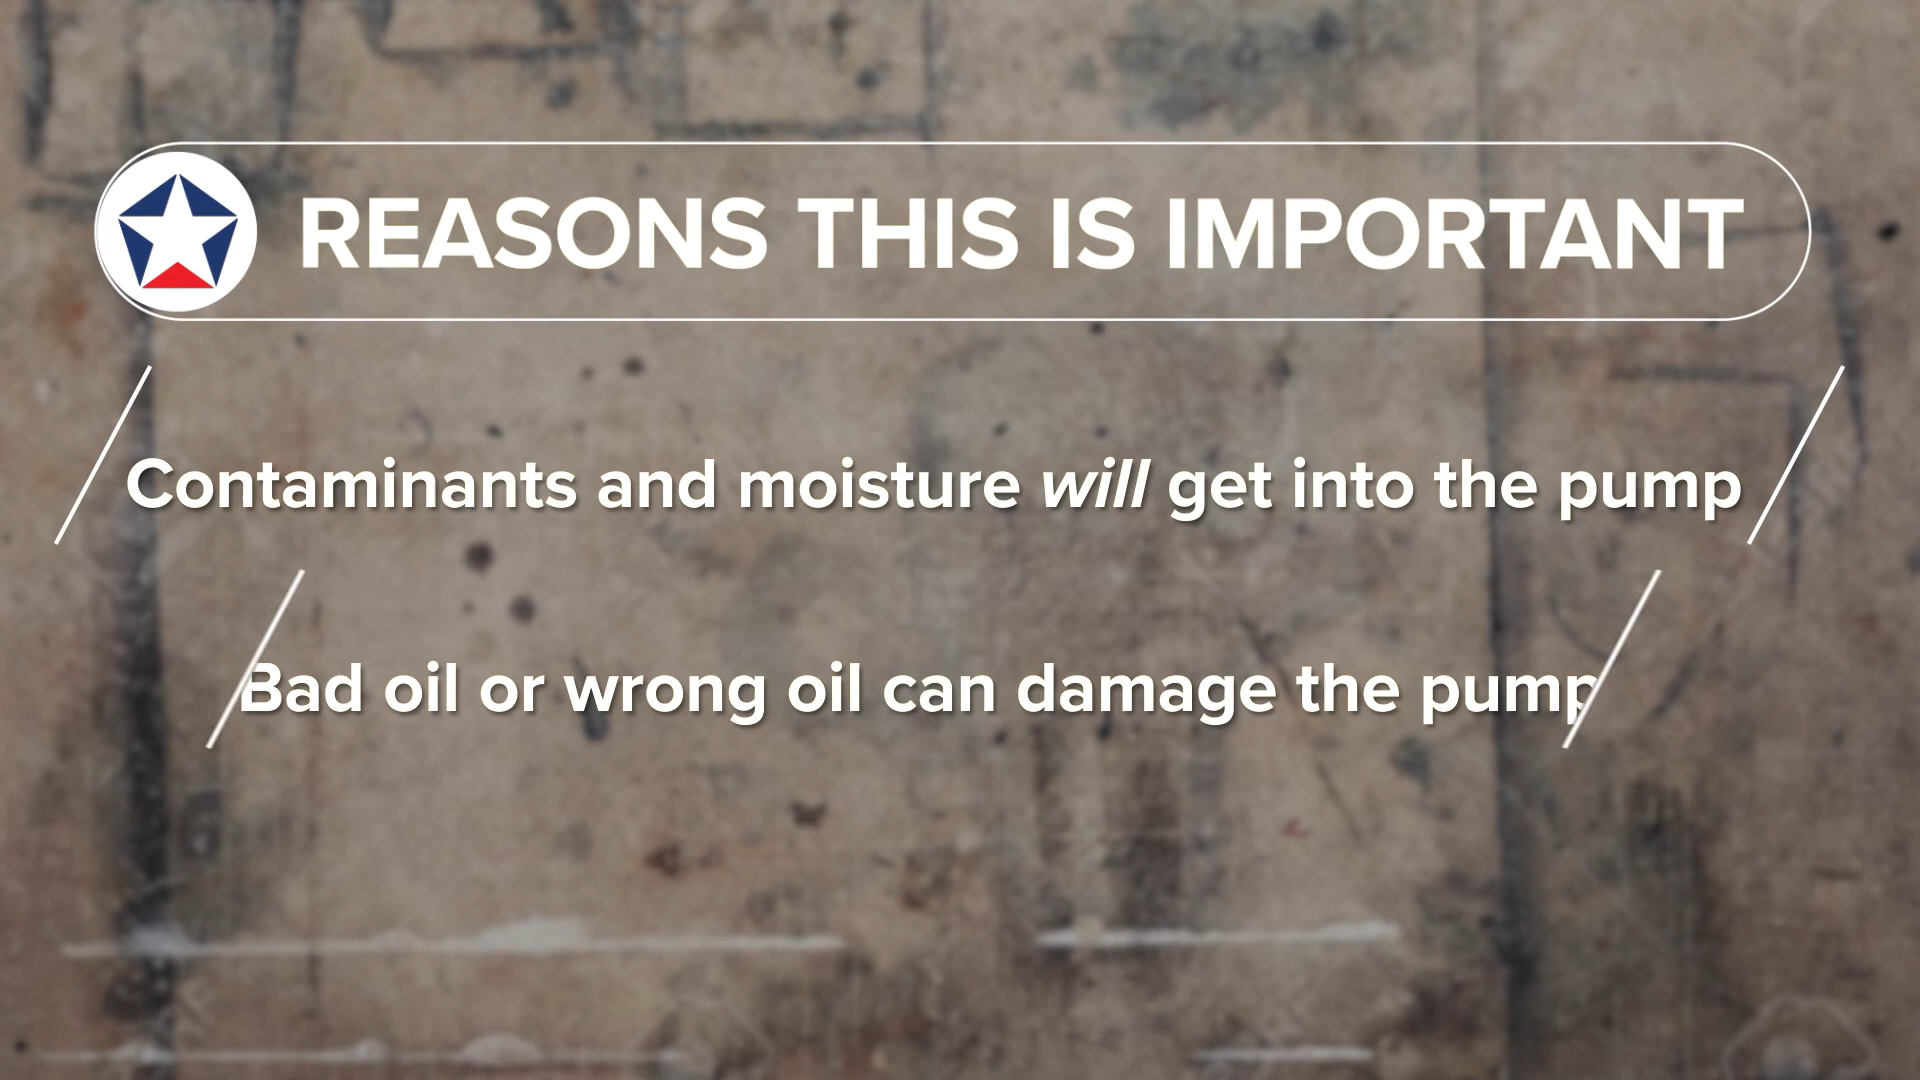 REASONS THIS IS IMPORTANT
Contaminants and moisture will get into the pump
Bad oil or wrong oil can damage the pump